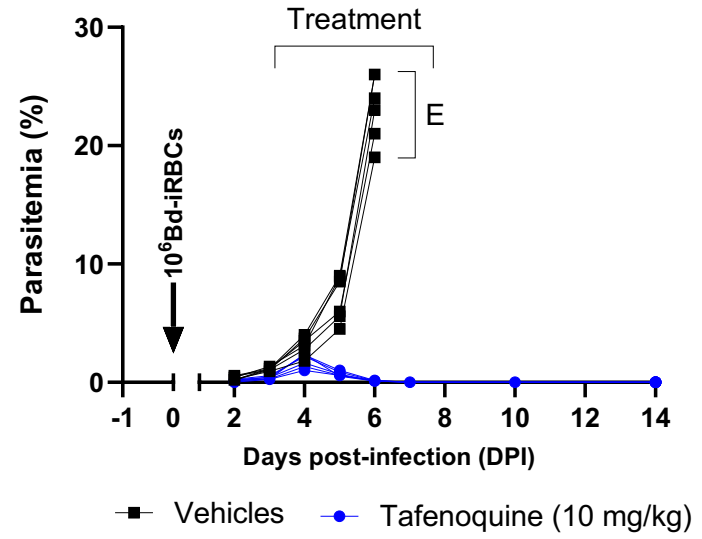 Treatment
30
20
10
0
Parasitemia (%)
10⁶Bd-iRBCs
E
-1 0 2 4 6 8 10 12 14
Days post-infection (DPI)
Vehicles Tafenoquine (10 mg/kg)